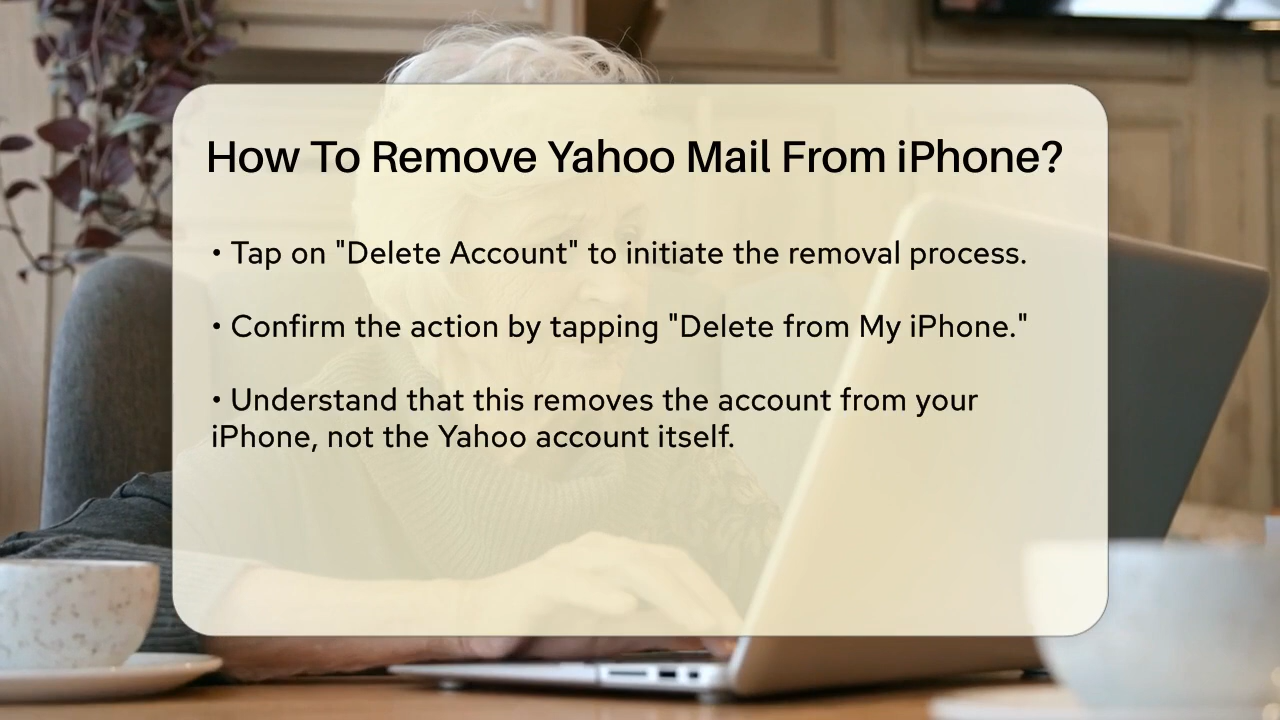 How To Remove Yahoo Mail From iPhone?
• Tap on "Delete Account" to initiate the removal process.
• Confirm the action by tapping "Delete from My iPhone."
• Understand that this removes the account from your
iPhone, not the Yahoo account itself.